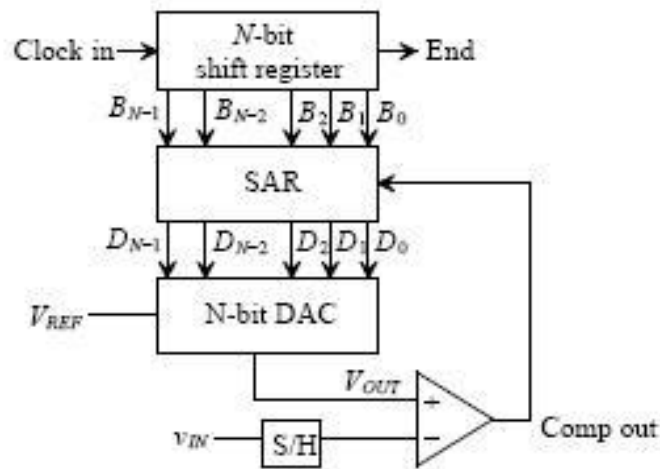 N-bit
Clock in
shift register
End
B_{N-1} B_{N-2} B_2 B_1 B_0
SAR
D_{N-1} D_{N-2} D_2 D_1 D_0
N-bit DAC
V_{REF}
V_{OUT}
+
v_{IN}
S/H
−
Comp out